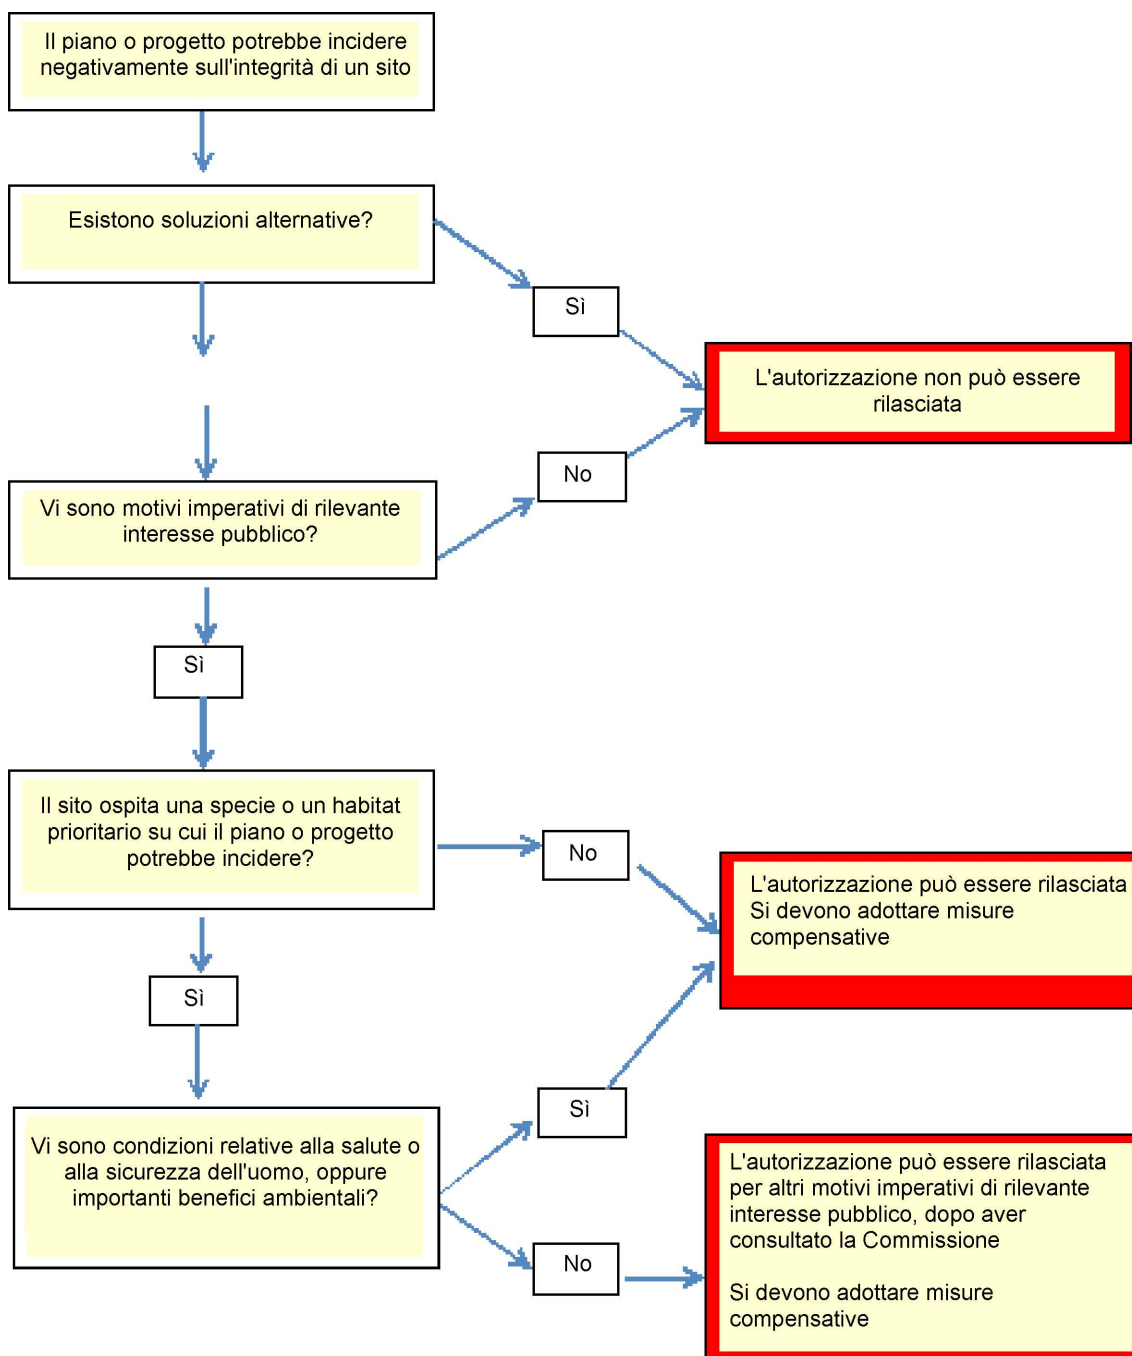 Il piano o progetto potrebbe incidere
negativamente sull'integrità di un sito
Esistono soluzioni alternative?
Sì
L'autorizzazione non può essere
rilasciata
No
Vi sono motivi imperativi di rilevante
interesse pubblico?
Sì
Il sito ospita una specie o un habitat
prioritario su cui il piano o progetto
potrebbe incidere?
No
L'autorizzazione può essere rilasciata
Si devono adottare misure
compensative
Sì
Sì
Vi sono condizioni relative alla salute o
alla sicurezza dell'uomo, oppure
importanti benefici ambientali?
No
L'autorizzazione può essere rilasciata
per altri motivi imperativi di rilevante
interesse pubblico, dopo aver
consultato la Commissione
Si devono adottare misure
compensative